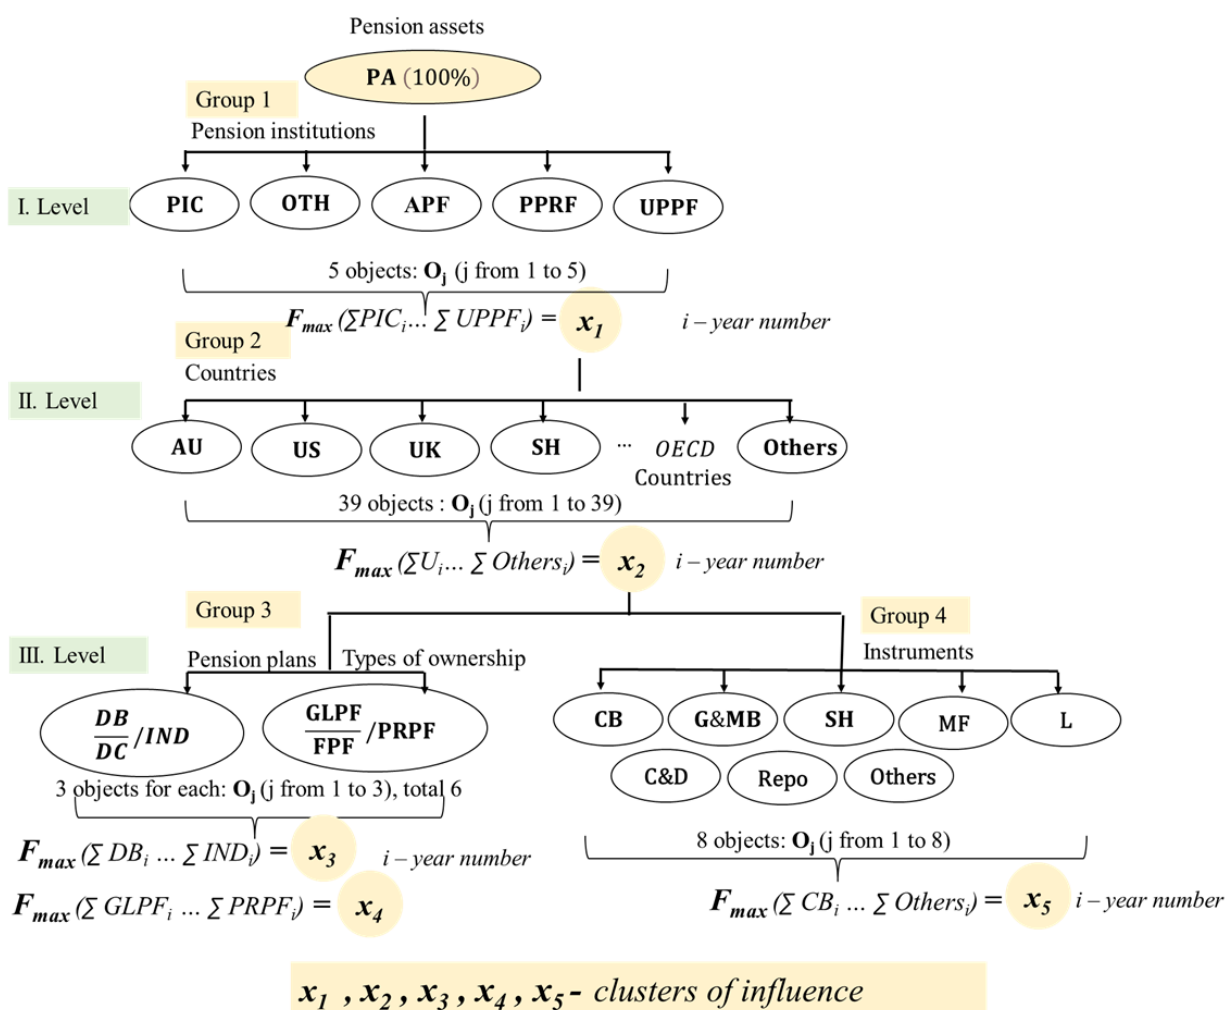 Pension assets
PA (100%)
Group 1
Pension institutions
I. Level
PIC OTH APF PPRF UPPF
5 objects: Oj (j from 1 to 5)
Fmax (∑PICi... ∑ UPPFi) = x1 i – year number
Group 2
Countries
II. Level
AU US UK SH ... OECD Others
Countries
39 objects : Oj (j from 1 to 39)
Fmax (∑Ui... ∑ Othersi) = x2 i – year number
Group 3
Group 4
III. Level
Pension plans Types of ownership
Instruments
DB/DC /IND
GLPF/FPF /PRPF
CB G&MB SH MF L
C&D Repo Others
3 objects for each: Oj (j from 1 to 3), total 6
Fmax (∑ DBi ... ∑ INDi) = x3 i – year number
Fmax (∑ GLPFi ... ∑ PRPFi) = x4
8 objects: Oj (j from 1 to 8)
Fmax (∑ CBi ... ∑ Othersi) = x5 i – year number
x1 , x2 , x3 , x4 , x5 - clusters of influence